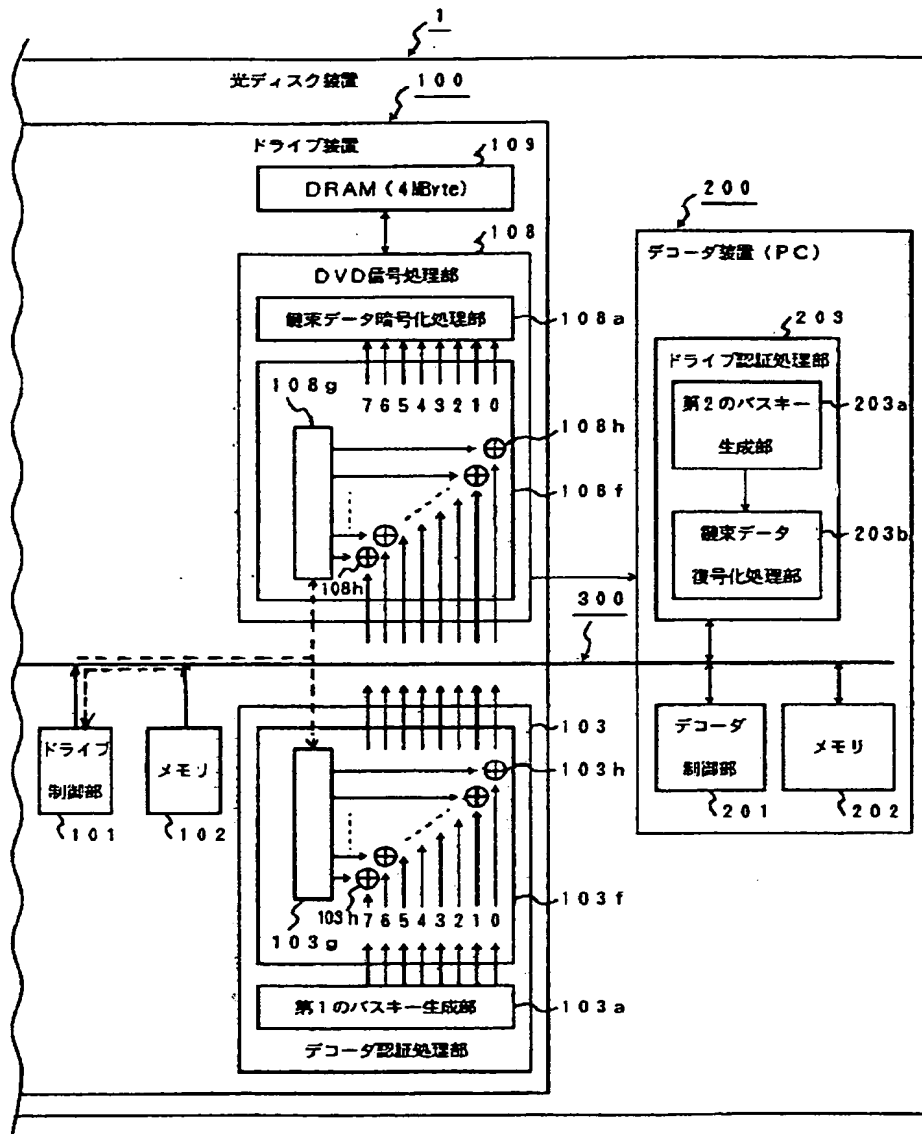 1
光ディスク装置
100
ドライブ装置
109
DRAM(4MByte)
108
DVD信号処理部
鍵束データ暗号化処理部
108a
7 6 5 4 3 2 1 0
108g
108h
108f
108h
200
デコーダ装置(PC)
203
ドライブ認証処理部
第2のバスキー
生成部
203a
鍵束データ
復号化処理部
203b
300
ドライブ
制御部
101
メモリ
102
103
103h
103h
7 6 5 4 3 2 1 0
103f
103g
第1のバスキー生成部
103a
デコーダ認証処理部
デコーダ
制御部
201
メモリ
202